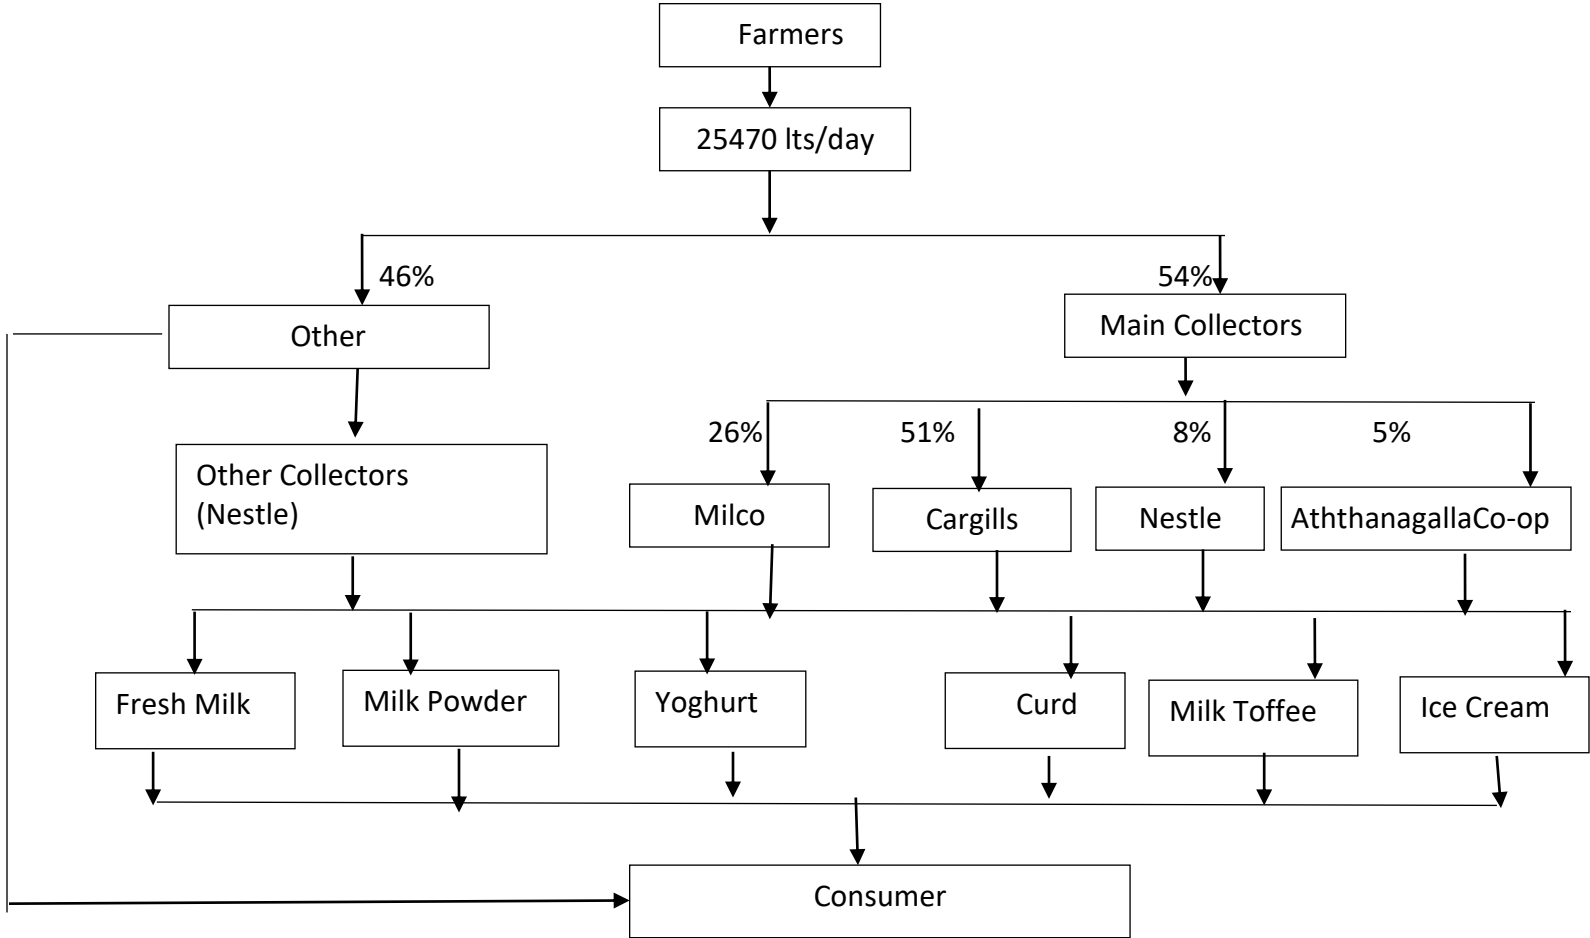 Farmers
25470 lts/day
46%
54%
Other
Main Collectors
26%
51%
8%
5%
Other Collectors
(Nestle)
Milco
Cargills
Nestle
AththanagallaCo-op
Fresh Milk
Milk Powder
Yoghurt
Curd
Milk Toffee
Ice Cream
Consumer